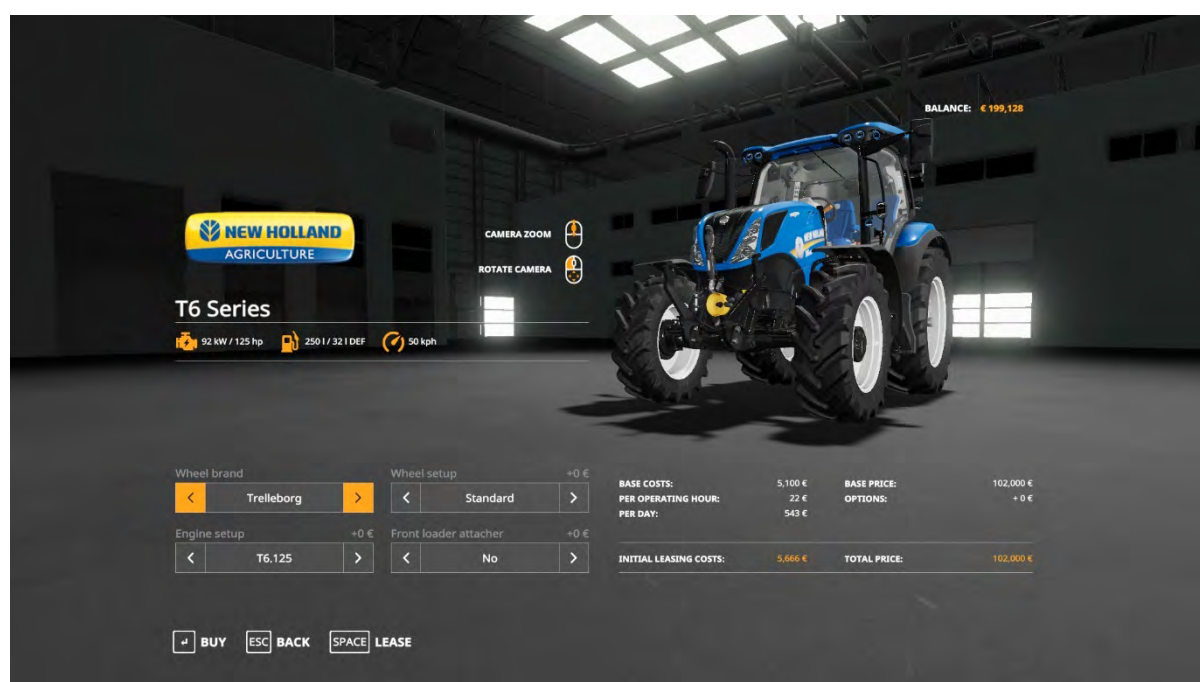 BALANCE: € 199,128
NEW HOLLAND
AGRICULTURE
CAMERA ZOOM
ROTATE CAMERA
T6 Series
92 kW / 125 hp 250 l / 32 l DEF 50 kph
Wheel brand
Trelleborg
Wheel setup +0 €
Standard
Engine setup +0 €
T6.125
Front loader attacher +0 €
No
BASE COSTS: 5,100 €
PER OPERATING HOUR: 22 €
PER DAY: 543 €
INITIAL LEASING COSTS: 5,666 €
BASE PRICE: 102,000 €
OPTIONS: + 0 €
TOTAL PRICE: 102,000 €
BUY ESC BACK SPACE LEASE